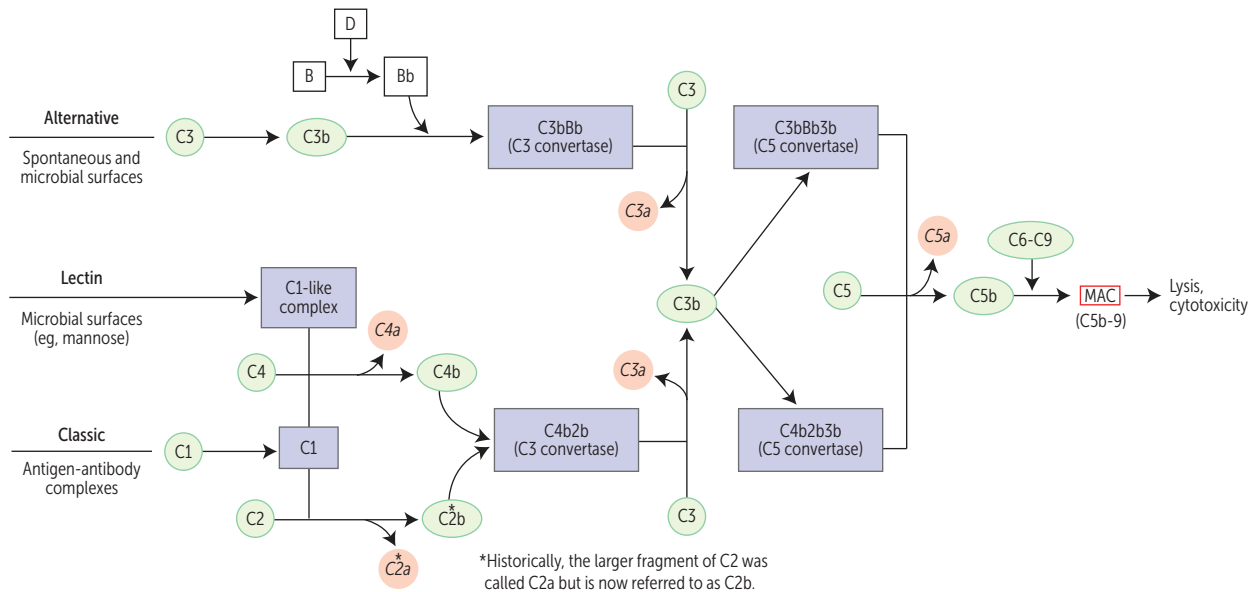 D
B
Bb
Alternative
Spontaneous and
microbial surfaces
C3
C3b
C3bBb
(C3 convertase)
C3
C3a
C3bBb3b
(C5 convertase)
Lectin
Microbial surfaces
(eg, mannose)
C1-like
complex
C4
C4a
C4b
C3b
C3a
C5
C5a
C5b
C6-C9
MAC
(C5b-9)
Lysis,
cytotoxicity
Classic
Antigen-antibody
complexes
C1
C1
C4b2b
(C3 convertase)
C4b2b3b
(C5 convertase)
C2
*
C2b
*
C2a
C3
*Historically, the larger fragment of C2 was
called C2a but is now referred to as C2b.